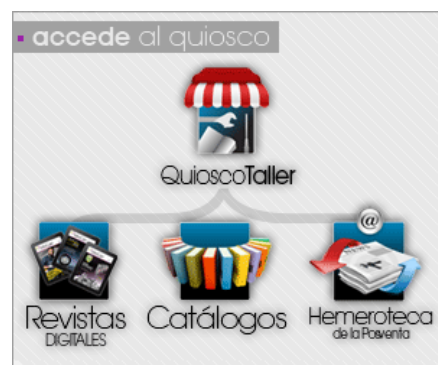 accede al quiosco
QuioscoTaller
@
Revistas
DIGITALES
Catálogos
Hemeroteca
de la Posventa